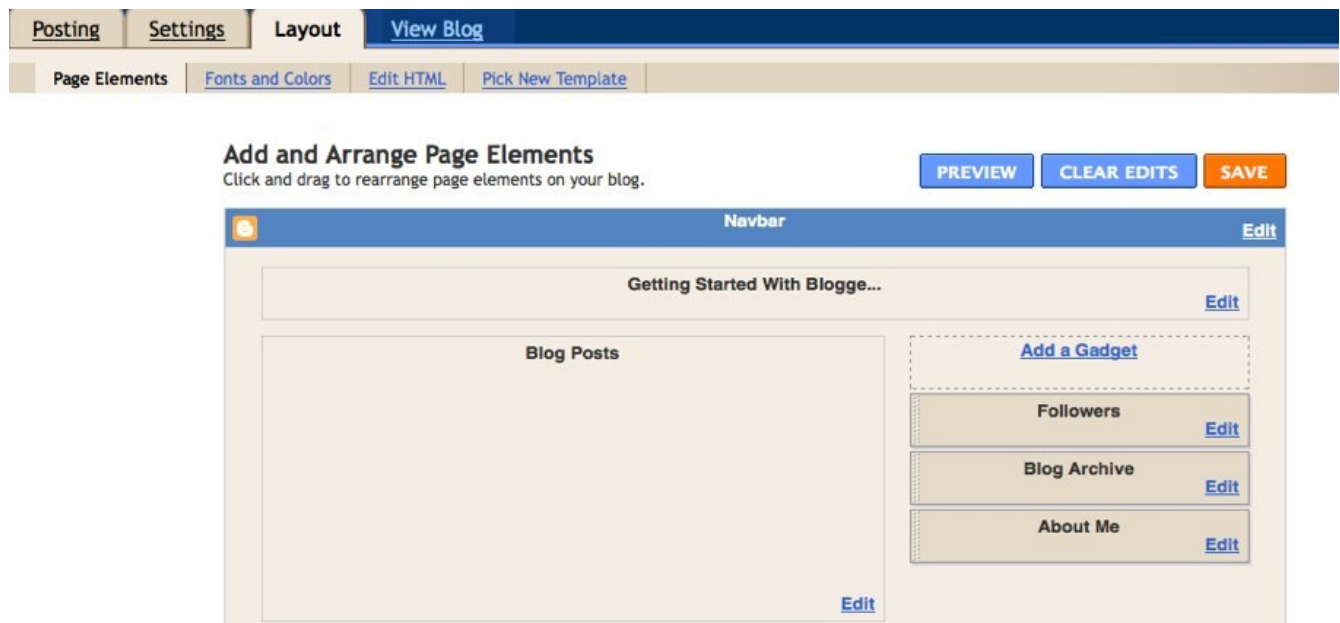 Posting Settings Layout View Blog
Page Elements Fonts and Colors Edit HTML Pick New Template
Add and Arrange Page Elements
Click and drag to rearrange page elements on your blog.
PREVIEW CLEAR EDITS SAVE
Navbar
Edit
Getting Started With Blogge...
Edit
Blog Posts
Edit
Add a Gadget
Followers
Edit
Blog Archive
Edit
About Me
Edit